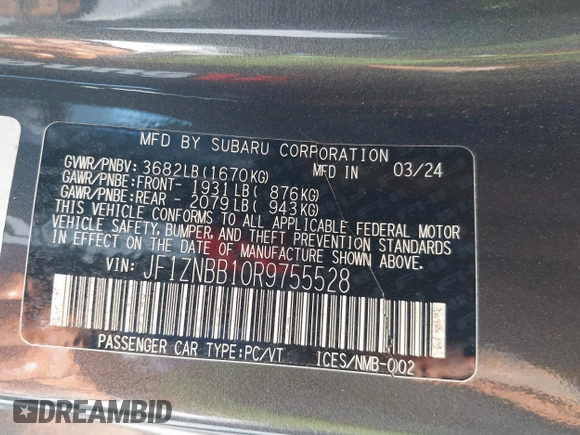 MFD BY SUBARU CORPORATION
GVWR/PNBV: 3682LB(1670KG) MFD IN 03/24
GAWR/PNBE:FRONT- 1931LB( 876KG)
GAWR/PNBE:REAR - 2079LB( 943KG)
THIS VEHICLE CONFORMS TO ALL APPLICABLE FEDERAL MOTOR
VEHICLE SAFETY, BUMPER, AND THEFT PREVENTION STANDARDS
IN EFFECT ON THE DATE OF MANUFACTURE SHOWN ABOVE.
VIN: JF1ZNBB10R9755528
PASSENGER CAR TYPE:PC/VT ICES/NMB-002
DREAMBID